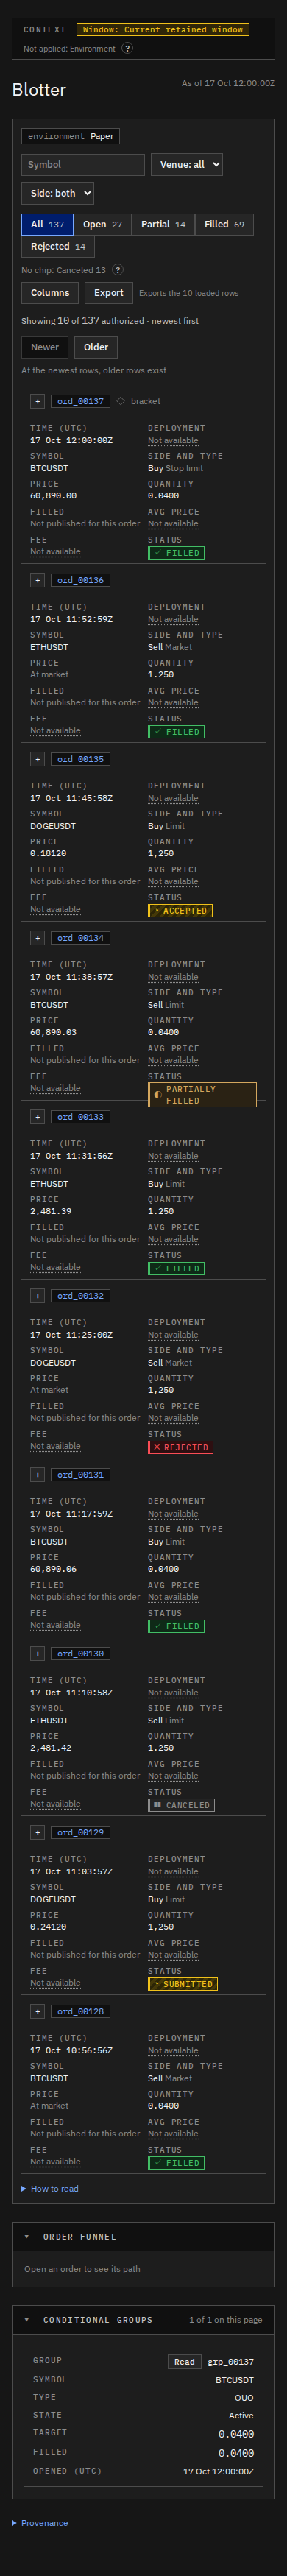 CONTEXT Window: Current retained window
Not applied: Environment ?
Blotter As of 17 Oct 12:00:00Z
environment Paper
Symbol Venue: all
Side: both
All 137 Open 27 Partial 14 Filled 69
Rejected 14
No chip: Canceled 13 ?
Columns Export Exports the 10 loaded rows
Showing 10 of 137 authorized · newest first
Newer Older
At the newest rows, older rows exist
+ ord_00137 ◇ bracket
TIME (UTC) DEPLOYMENT
17 Oct 12:00:00Z Not available
SYMBOL SIDE AND TYPE
BTCUSDT Buy Stop limit
PRICE QUANTITY
60,890.00 0.0400
FILLED AVG PRICE
Not published for this order Not available
FEE STATUS
Not available ✓ FILLED
+ ord_00136
TIME (UTC) DEPLOYMENT
17 Oct 11:52:59Z Not available
SYMBOL SIDE AND TYPE
ETHUSDT Sell Market
PRICE QUANTITY
At market 1.250
FILLED AVG PRICE
Not published for this order Not available
FEE STATUS
Not available ✓ FILLED
+ ord_00135
TIME (UTC) DEPLOYMENT
17 Oct 11:45:58Z Not available
SYMBOL SIDE AND TYPE
DOGEUSDT Buy Limit
PRICE QUANTITY
0.18120 1,250
FILLED AVG PRICE
Not published for this order Not available
FEE STATUS
Not available ACCEPTED
+ ord_00134
TIME (UTC) DEPLOYMENT
17 Oct 11:38:57Z Not available
SYMBOL SIDE AND TYPE
BTCUSDT Sell Limit
PRICE QUANTITY
60,890.03 0.0400
FILLED AVG PRICE
Not published for this order Not available
FEE STATUS
Not available PARTIALLY
FILLED
+ ord_00133
TIME (UTC) DEPLOYMENT
17 Oct 11:31:56Z Not available
SYMBOL SIDE AND TYPE
ETHUSDT Buy Limit
PRICE QUANTITY
2,481.39 1.250
FILLED AVG PRICE
Not published for this order Not available
FEE STATUS
Not available ✓ FILLED
+ ord_00132
TIME (UTC) DEPLOYMENT
17 Oct 11:25:00Z Not available
SYMBOL SIDE AND TYPE
DOGEUSDT Sell Market
PRICE QUANTITY
At market 1,250
FILLED AVG PRICE
Not published for this order Not available
FEE STATUS
Not available ✕ REJECTED
+ ord_00131
TIME (UTC) DEPLOYMENT
17 Oct 11:17:59Z Not available
SYMBOL SIDE AND TYPE
BTCUSDT Buy Limit
PRICE QUANTITY
60,890.06 0.0400
FILLED AVG PRICE
Not published for this order Not available
FEE STATUS
Not available ✓ FILLED
+ ord_00130
TIME (UTC) DEPLOYMENT
17 Oct 11:10:58Z Not available
SYMBOL SIDE AND TYPE
ETHUSDT Sell Limit
PRICE QUANTITY
2,481.42 1.250
FILLED AVG PRICE
Not published for this order Not available
FEE STATUS
Not available CANCELED
+ ord_00129
TIME (UTC) DEPLOYMENT
17 Oct 11:03:57Z Not available
SYMBOL SIDE AND TYPE
DOGEUSDT Buy Limit
PRICE QUANTITY
0.24120 1,250
FILLED AVG PRICE
Not published for this order Not available
FEE STATUS
Not available SUBMITTED
+ ord_00128
TIME (UTC) DEPLOYMENT
17 Oct 10:56:56Z Not available
SYMBOL SIDE AND TYPE
BTCUSDT Sell Market
PRICE QUANTITY
At market 0.0400
FILLED AVG PRICE
Not published for this order Not available
FEE STATUS
Not available ✓ FILLED
How to read
ORDER FUNNEL
Open an order to see its path
CONDITIONAL GROUPS 1 of 1 on this page
GROUP Read grp_00137
SYMBOL BTCUSDT
TYPE OUO
STATE Active
TARGET 0.0400
FILLED 0.0400
OPENED (UTC) 17 Oct 12:00:00Z
Provenance